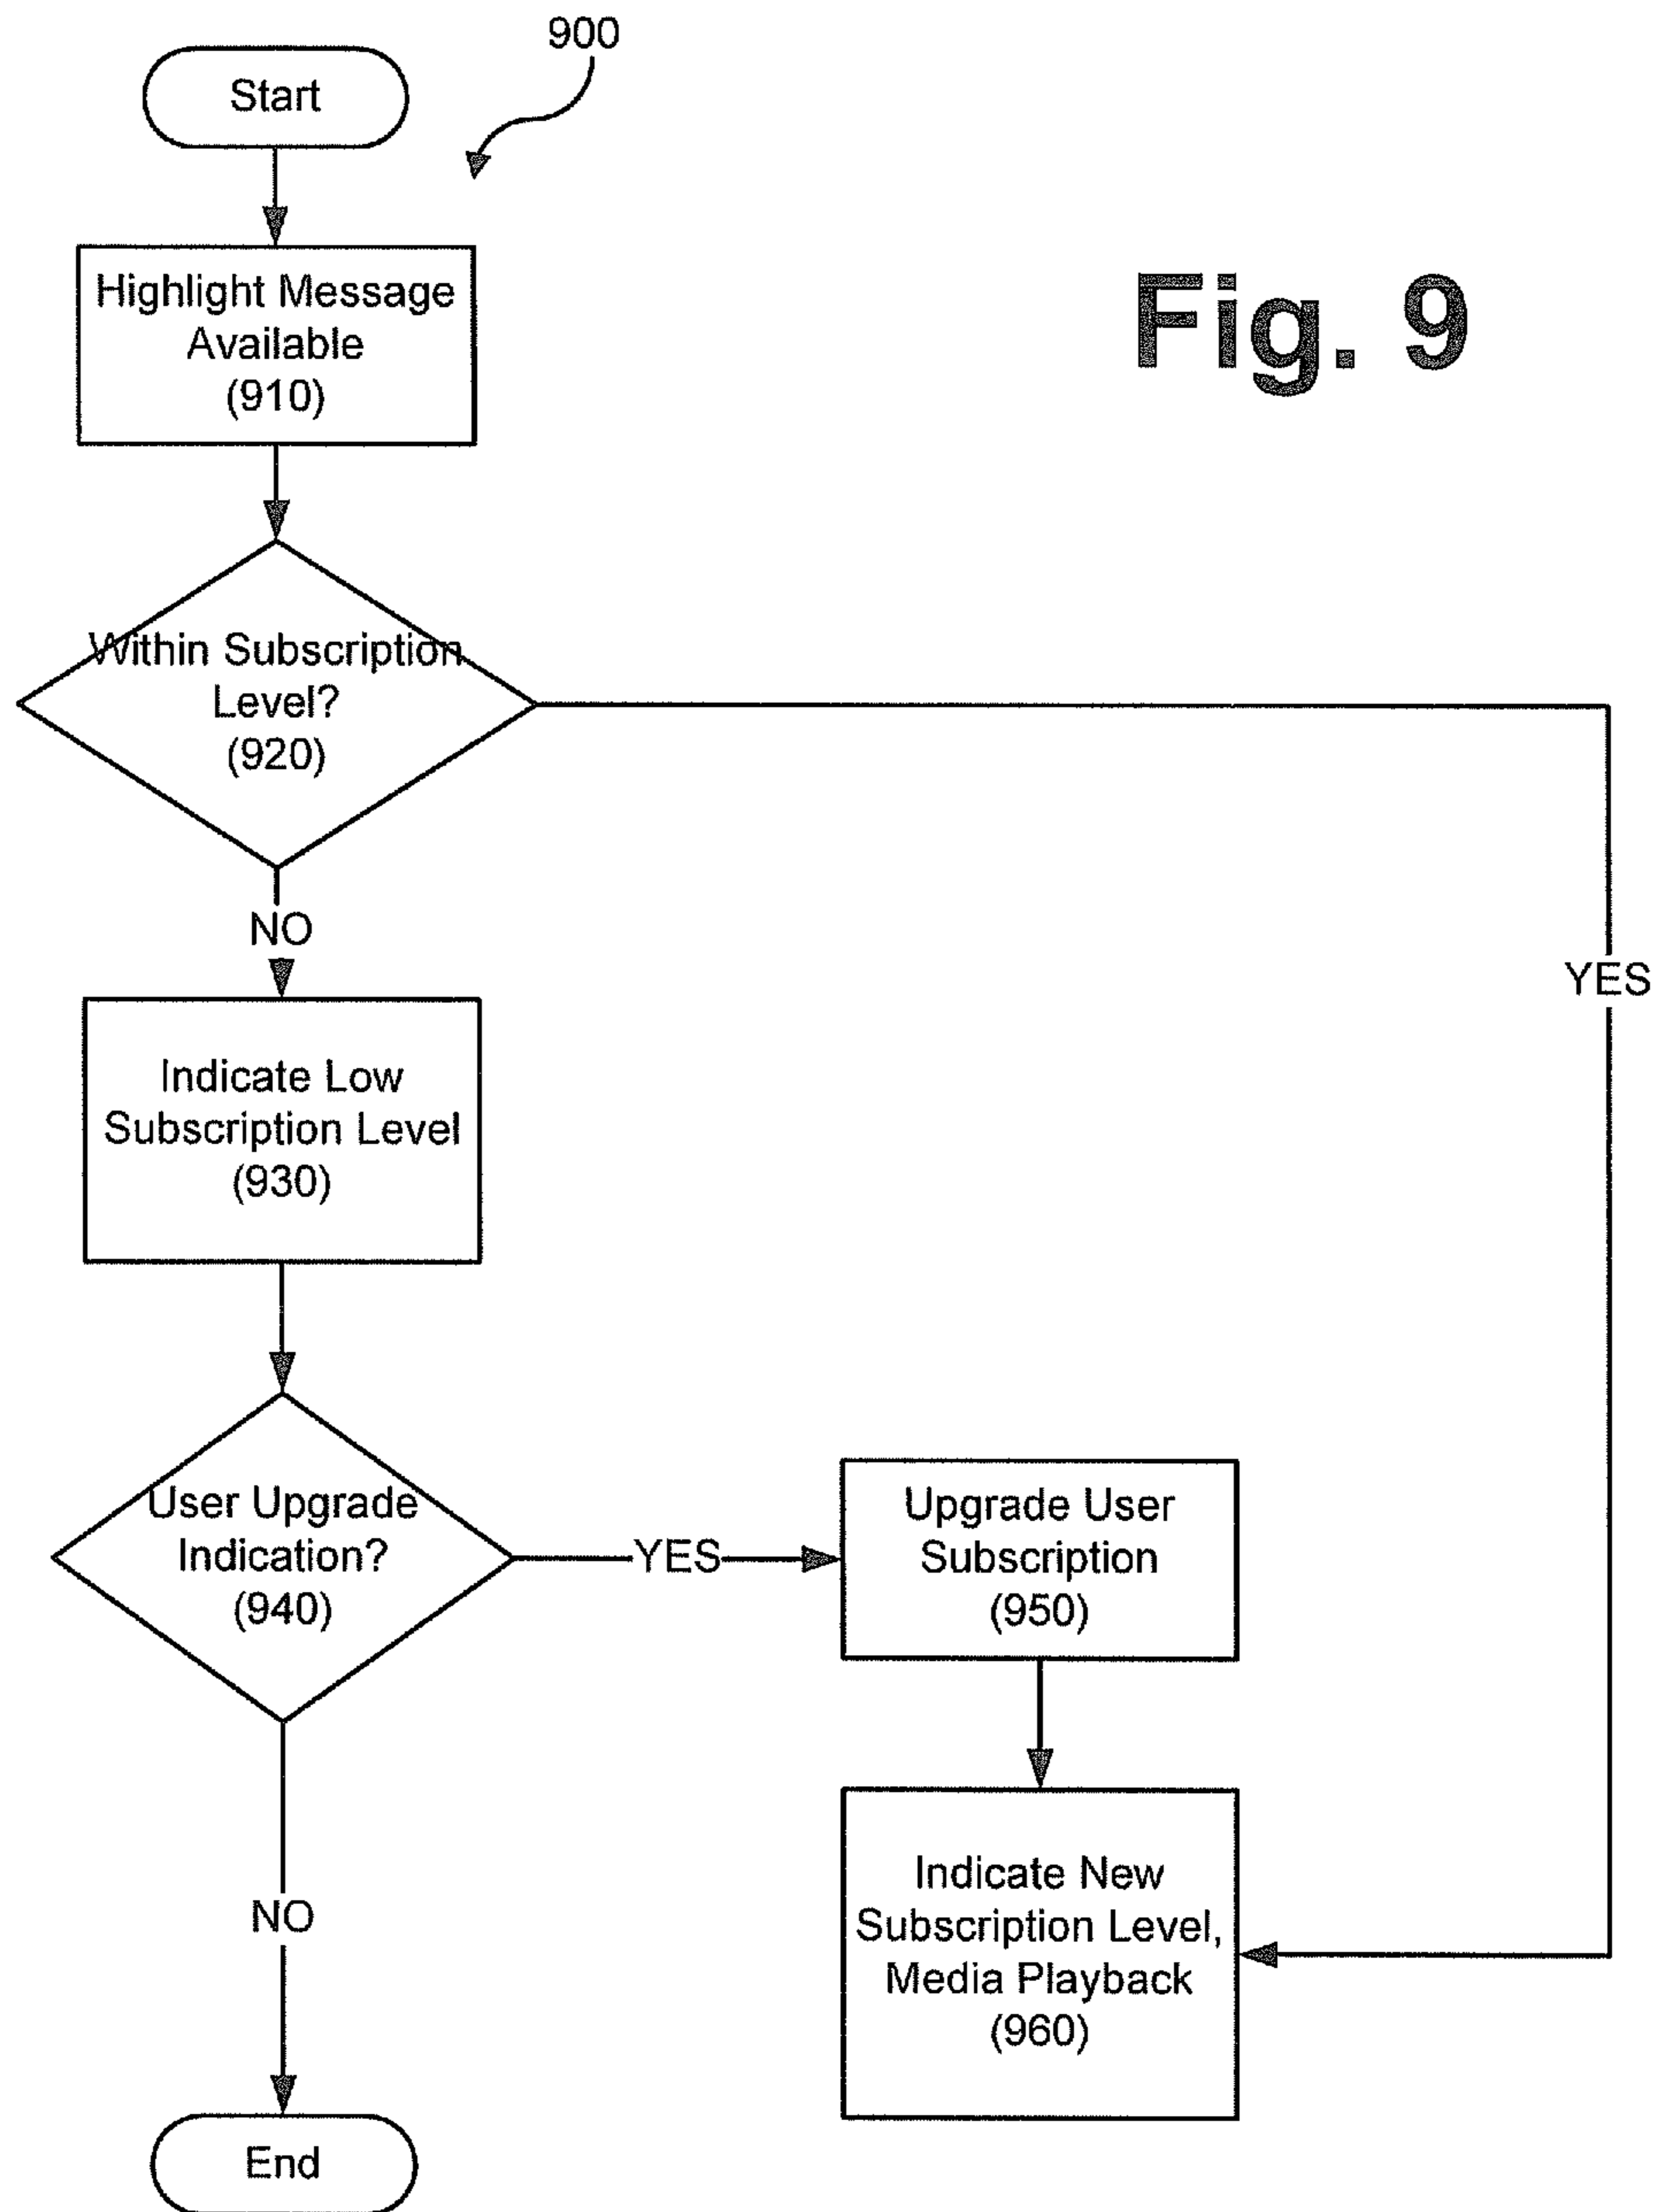 900
Start
Highlight Message
Available
(910)
Fig. 9
Within Subscription
Level?
(920)
NO
YES
Indicate Low
Subscription Level
(930)
User Upgrade
Indication?
(940)
YES
Upgrade User
Subscription
(950)
NO
Indicate New
Subscription Level,
Media Playback
(960)
End